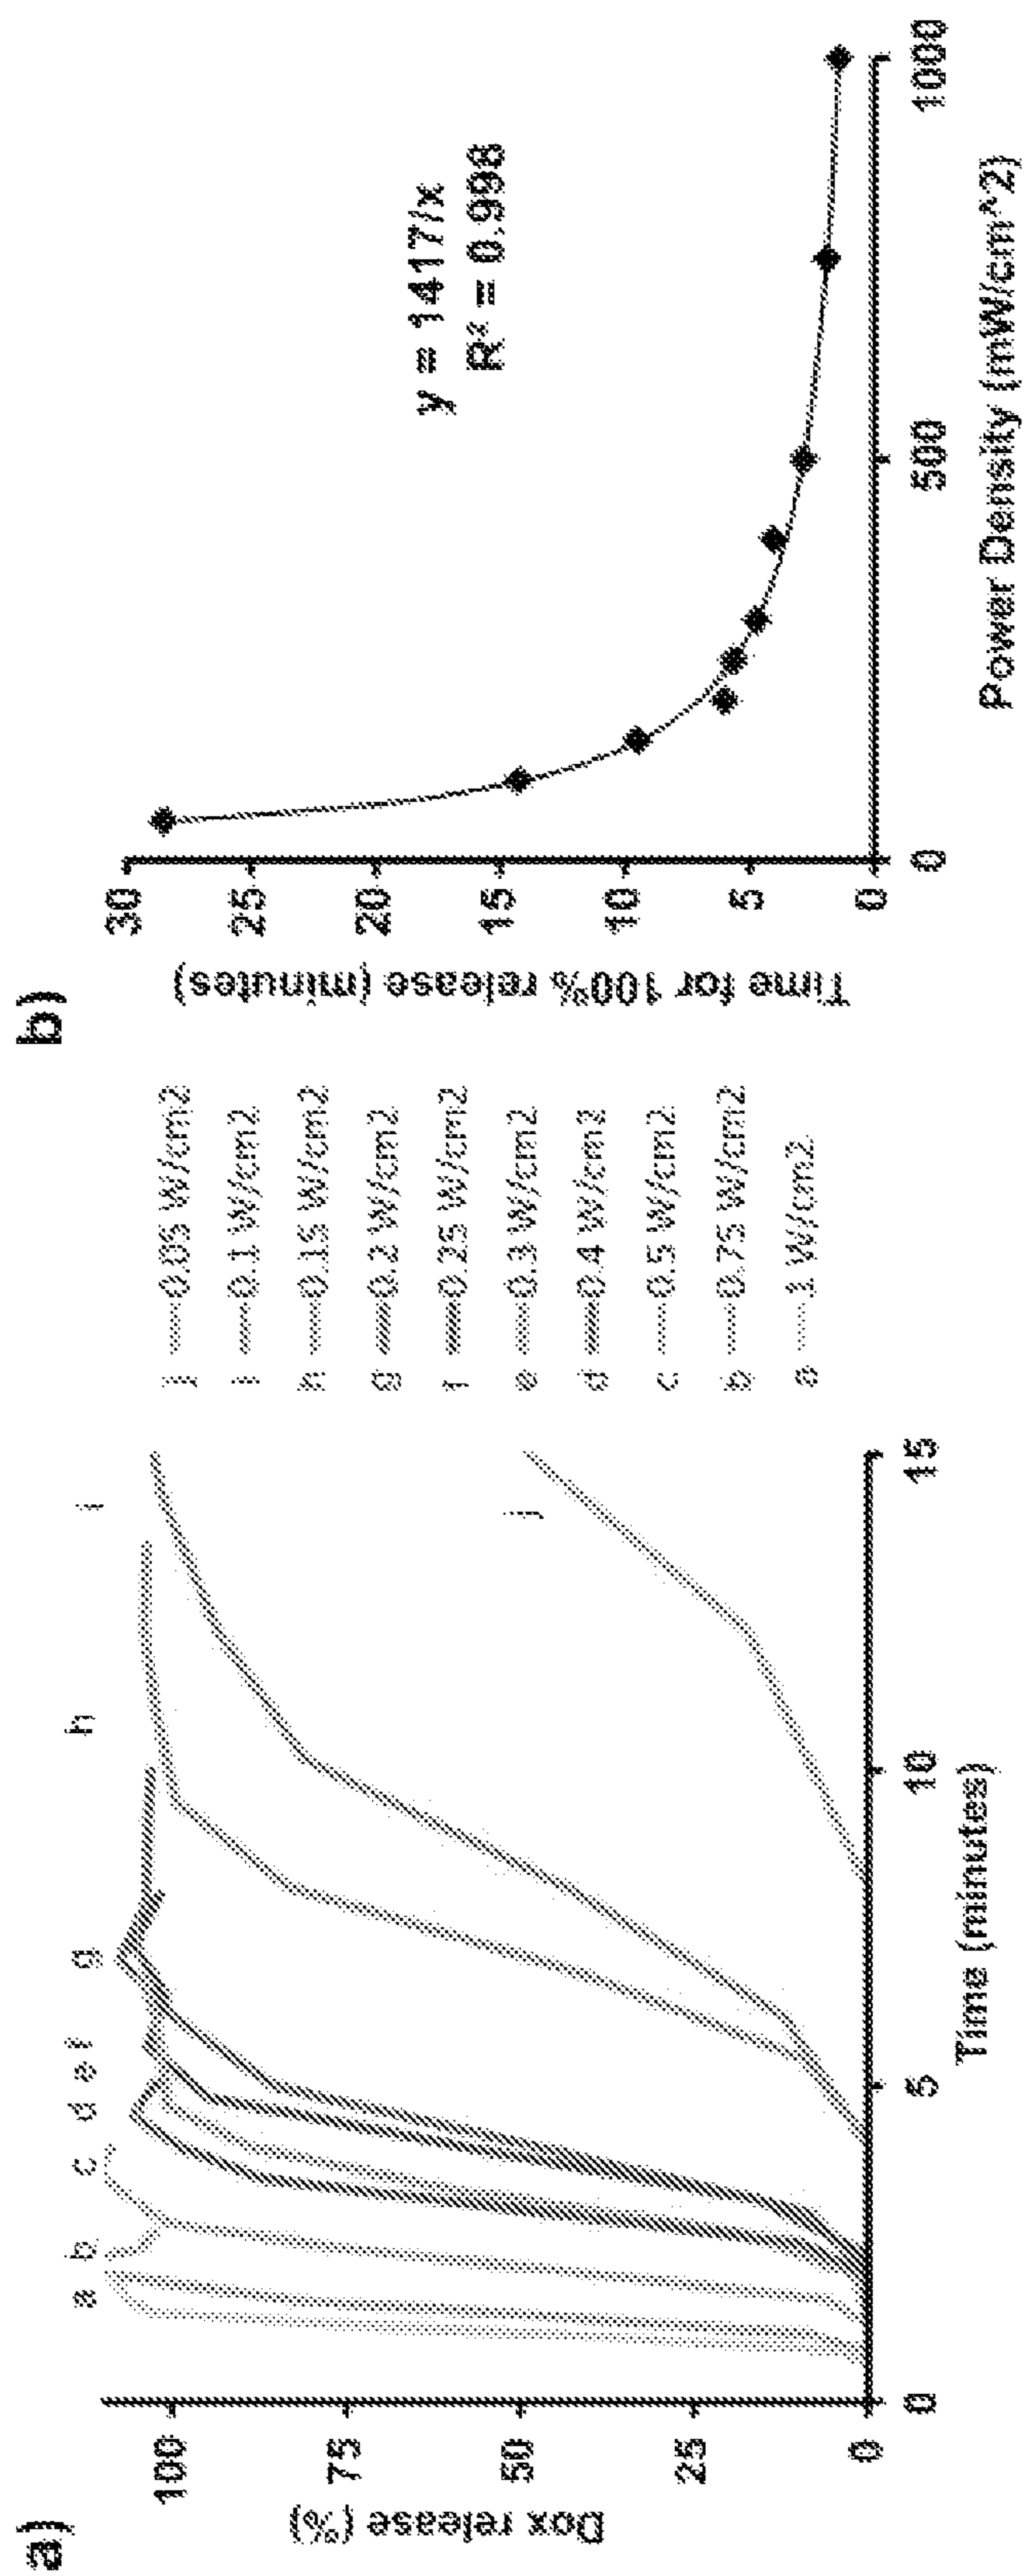 a)
Dox release (%)
100
75
50
25
0
0
5
10
15
Time (minutes)
a
b
c
d
e
f
g
h
i
j
j 0.05 W/cm2
i 0.1 W/cm2
h 0.15 W/cm2
g 0.2 W/cm2
f 0.25 W/cm2
e 0.3 W/cm2
d 0.4 W/cm2
c 0.5 W/cm2
b 0.75 W/cm2
a 1 W/cm2
b)
Time for 100% release (minutes)
30
25
20
15
10
5
0
0
500
1000
Power Density (mW/cm^2)
y = 1417/x
R² = 0.998